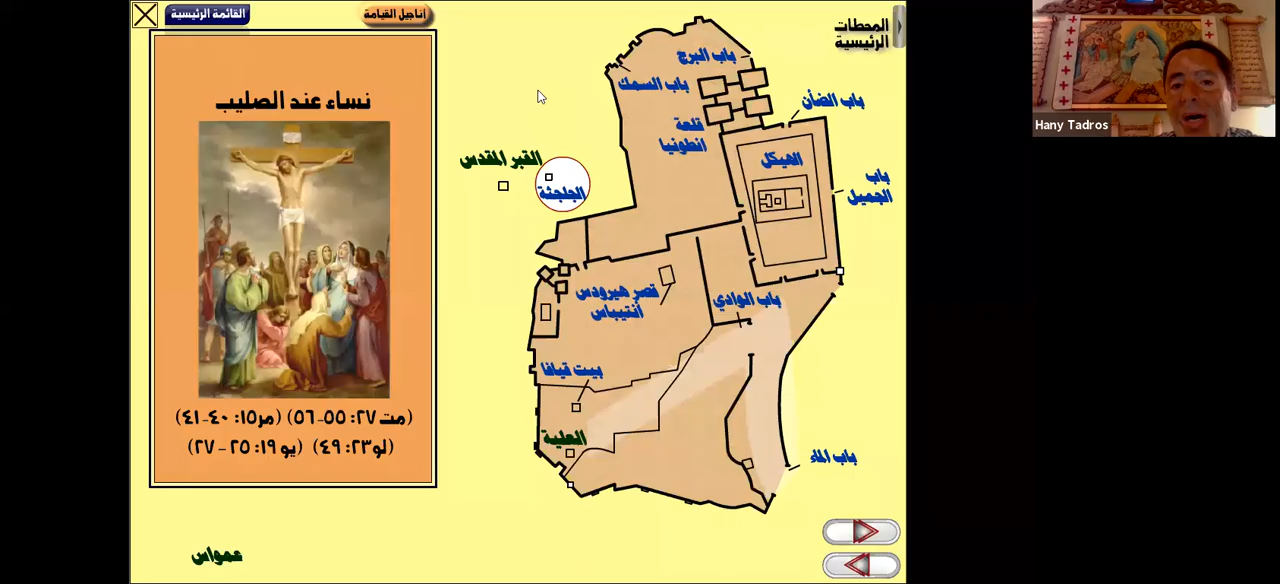 القائمة الرئيسية
أناجيل القيامة
المحطات
الرئيسية
نساء عند الصليب
(مت ٢٧: ٥٥-٥٦) (مر١٥: ٤٠-٤١)
(لو٢٣: ٤٩) (يو ١٩: ٢٥ - ٢٧)
باب البرج
باب السمك
باب الضأن
قلعة
انطونيا
القبر المقدس
الجلجثة
الهيكل
باب
الجميل
قصر هيرودس
أنتيباس
باب الوادي
بيت قيافا
العلية
باب الماء
عمواس
Hany Tadros